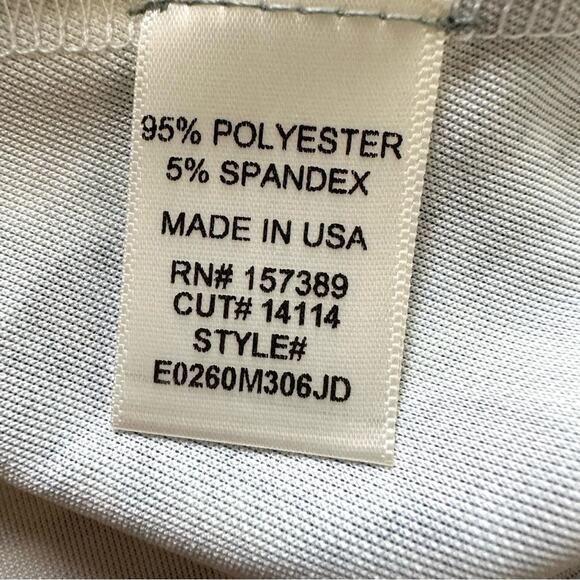 95% POLYESTER
5% SPANDEX
MADE IN USA
RN# 157389
CUT# 14114
STYLE#
E0260M306JD